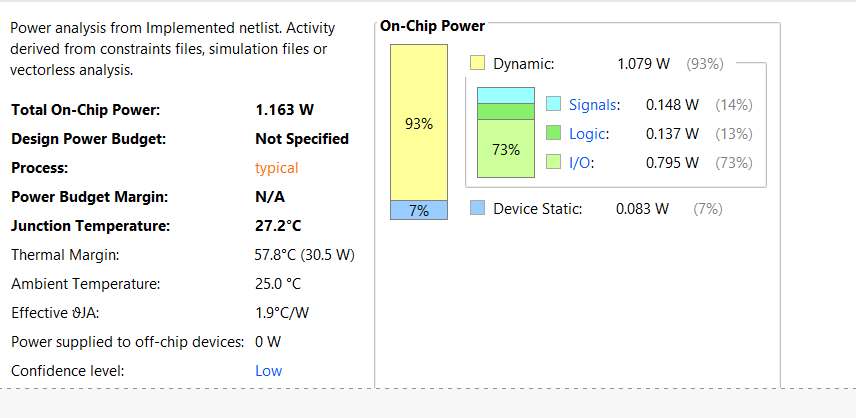 Power analysis from Implemented netlist. Activity
derived from constraints files, simulation files or
vectorless analysis.
Total On-Chip Power: 1.163 W
Design Power Budget: Not Specified
Process: typical
Power Budget Margin: N/A
Junction Temperature: 27.2°C
Thermal Margin: 57.8°C (30.5 W)
Ambient Temperature: 25.0 °C
Effective ϑJA: 1.9°C/W
Power supplied to off-chip devices: 0 W
Confidence level: Low
On-Chip Power
93%
7%
Dynamic: 1.079 W (93%)
73%
Signals: 0.148 W (14%)
Logic: 0.137 W (13%)
I/O: 0.795 W (73%)
Device Static: 0.083 W (7%)